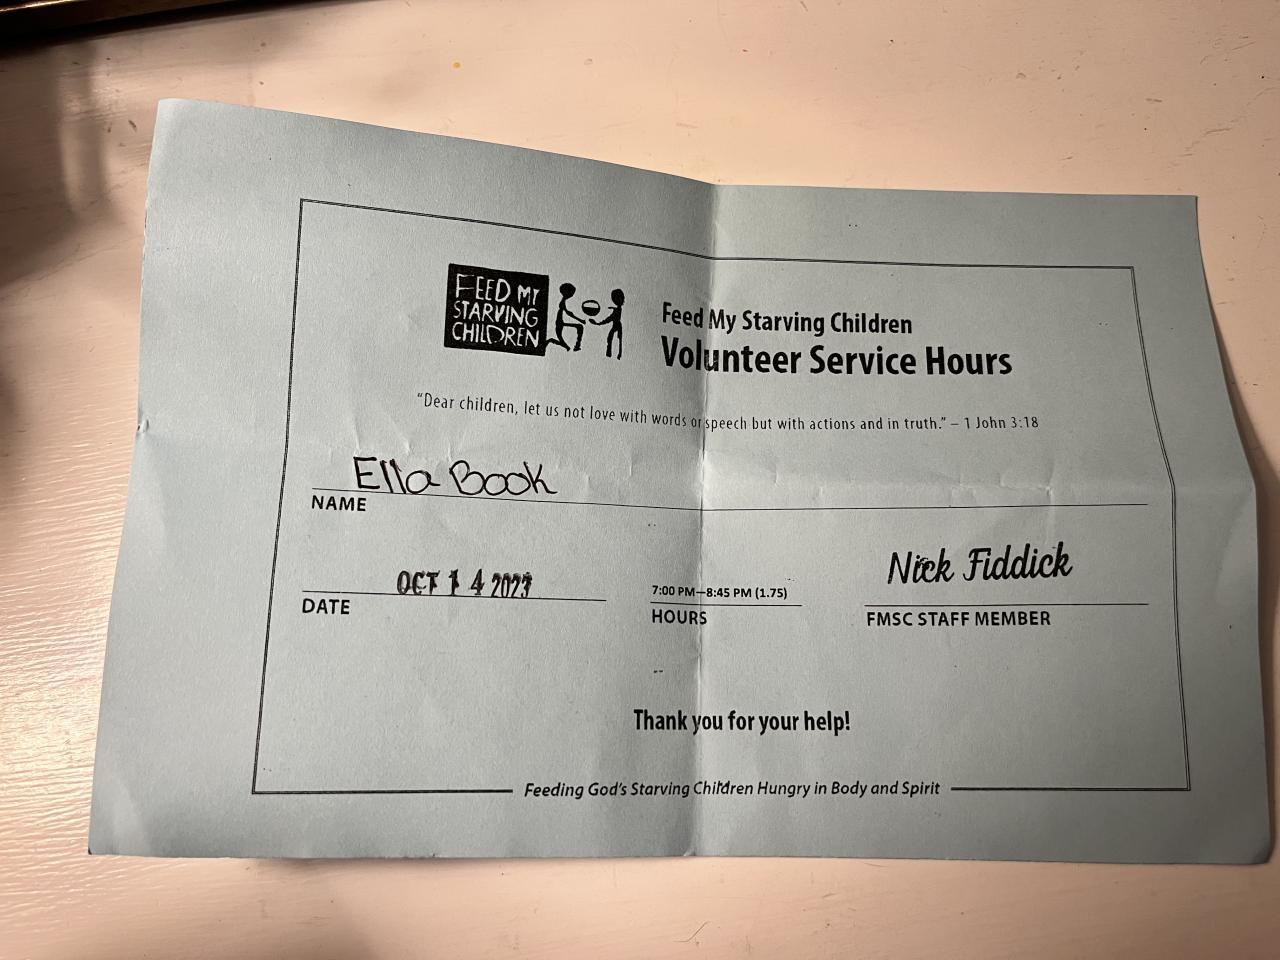 FEED MY
STARVING
CHILDREN
Feed My Starving Children
Volunteer Service Hours
“Dear children, let us not love with words or speech but with actions and in truth.” – 1 John 3:18
Ella Book
NAME
OCT 14 2023
DATE
7:00 PM—8:45 PM (1.75)
HOURS
Nick Fiddick
FMSC STAFF MEMBER
Thank you for your help!
Feeding God's Starving Children Hungry in Body and Spirit